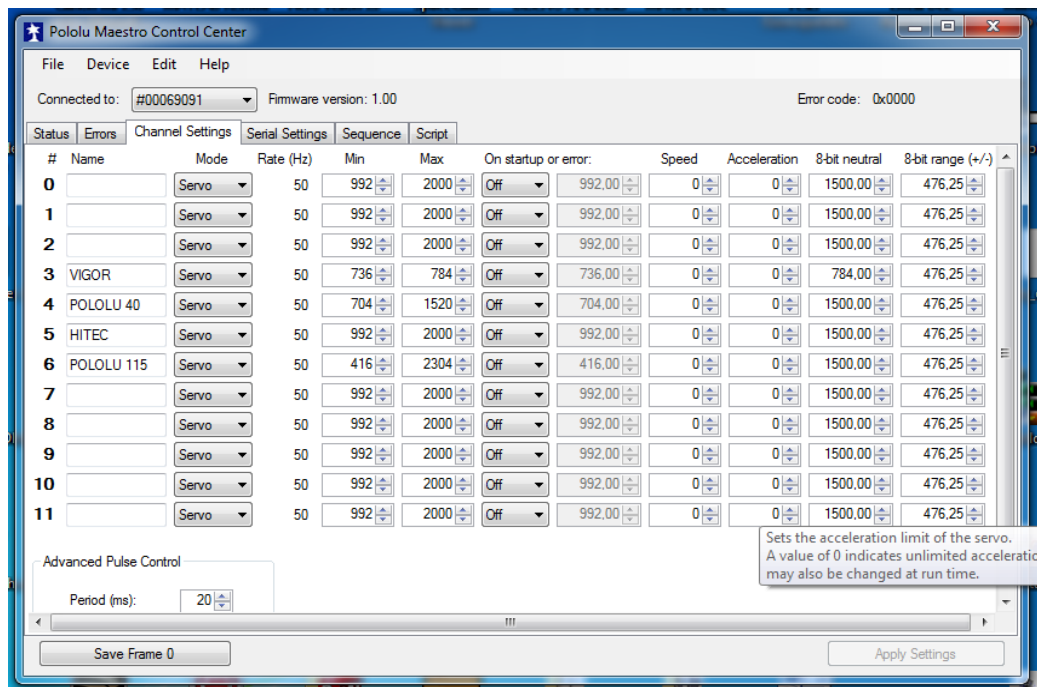 Pololu Maestro Control Center
File Device Edit Help
Connected to: #00069091 Firmware version: 1.00 Error code: 0x0000
Status Errors Channel Settings Serial Settings Sequence Script
# Name Mode Rate (Hz) Min Max On startup or error: Speed Acceleration 8-bit neutral 8-bit range (+/-)
0 Servo 50 992 2000 Off 992,00 0 0 1500,00 476,25
1 Servo 50 992 2000 Off 992,00 0 0 1500,00 476,25
2 Servo 50 992 2000 Off 992,00 0 0 1500,00 476,25
3 VIGOR Servo 50 736 784 Off 736,00 0 0 784,00 476,25
4 POLOLU 40 Servo 50 704 1520 Off 704,00 0 0 1500,00 476,25
5 HITEC Servo 50 992 2000 Off 992,00 0 0 1500,00 476,25
6 POLOLU 115 Servo 50 416 2304 Off 416,00 0 0 1500,00 476,25
7 Servo 50 992 2000 Off 992,00 0 0 1500,00 476,25
8 Servo 50 992 2000 Off 992,00 0 0 1500,00 476,25
9 Servo 50 992 2000 Off 992,00 0 0 1500,00 476,25
10 Servo 50 992 2000 Off 992,00 0 0 1500,00 476,25
11 Servo 50 992 2000 Off 992,00 0 0 1500,00 476,25
Sets the acceleration limit of the servo.
A value of 0 indicates unlimited acceleratio
may also be changed at run time.
Advanced Pulse Control
Period (ms): 20
Save Frame 0 Apply Settings